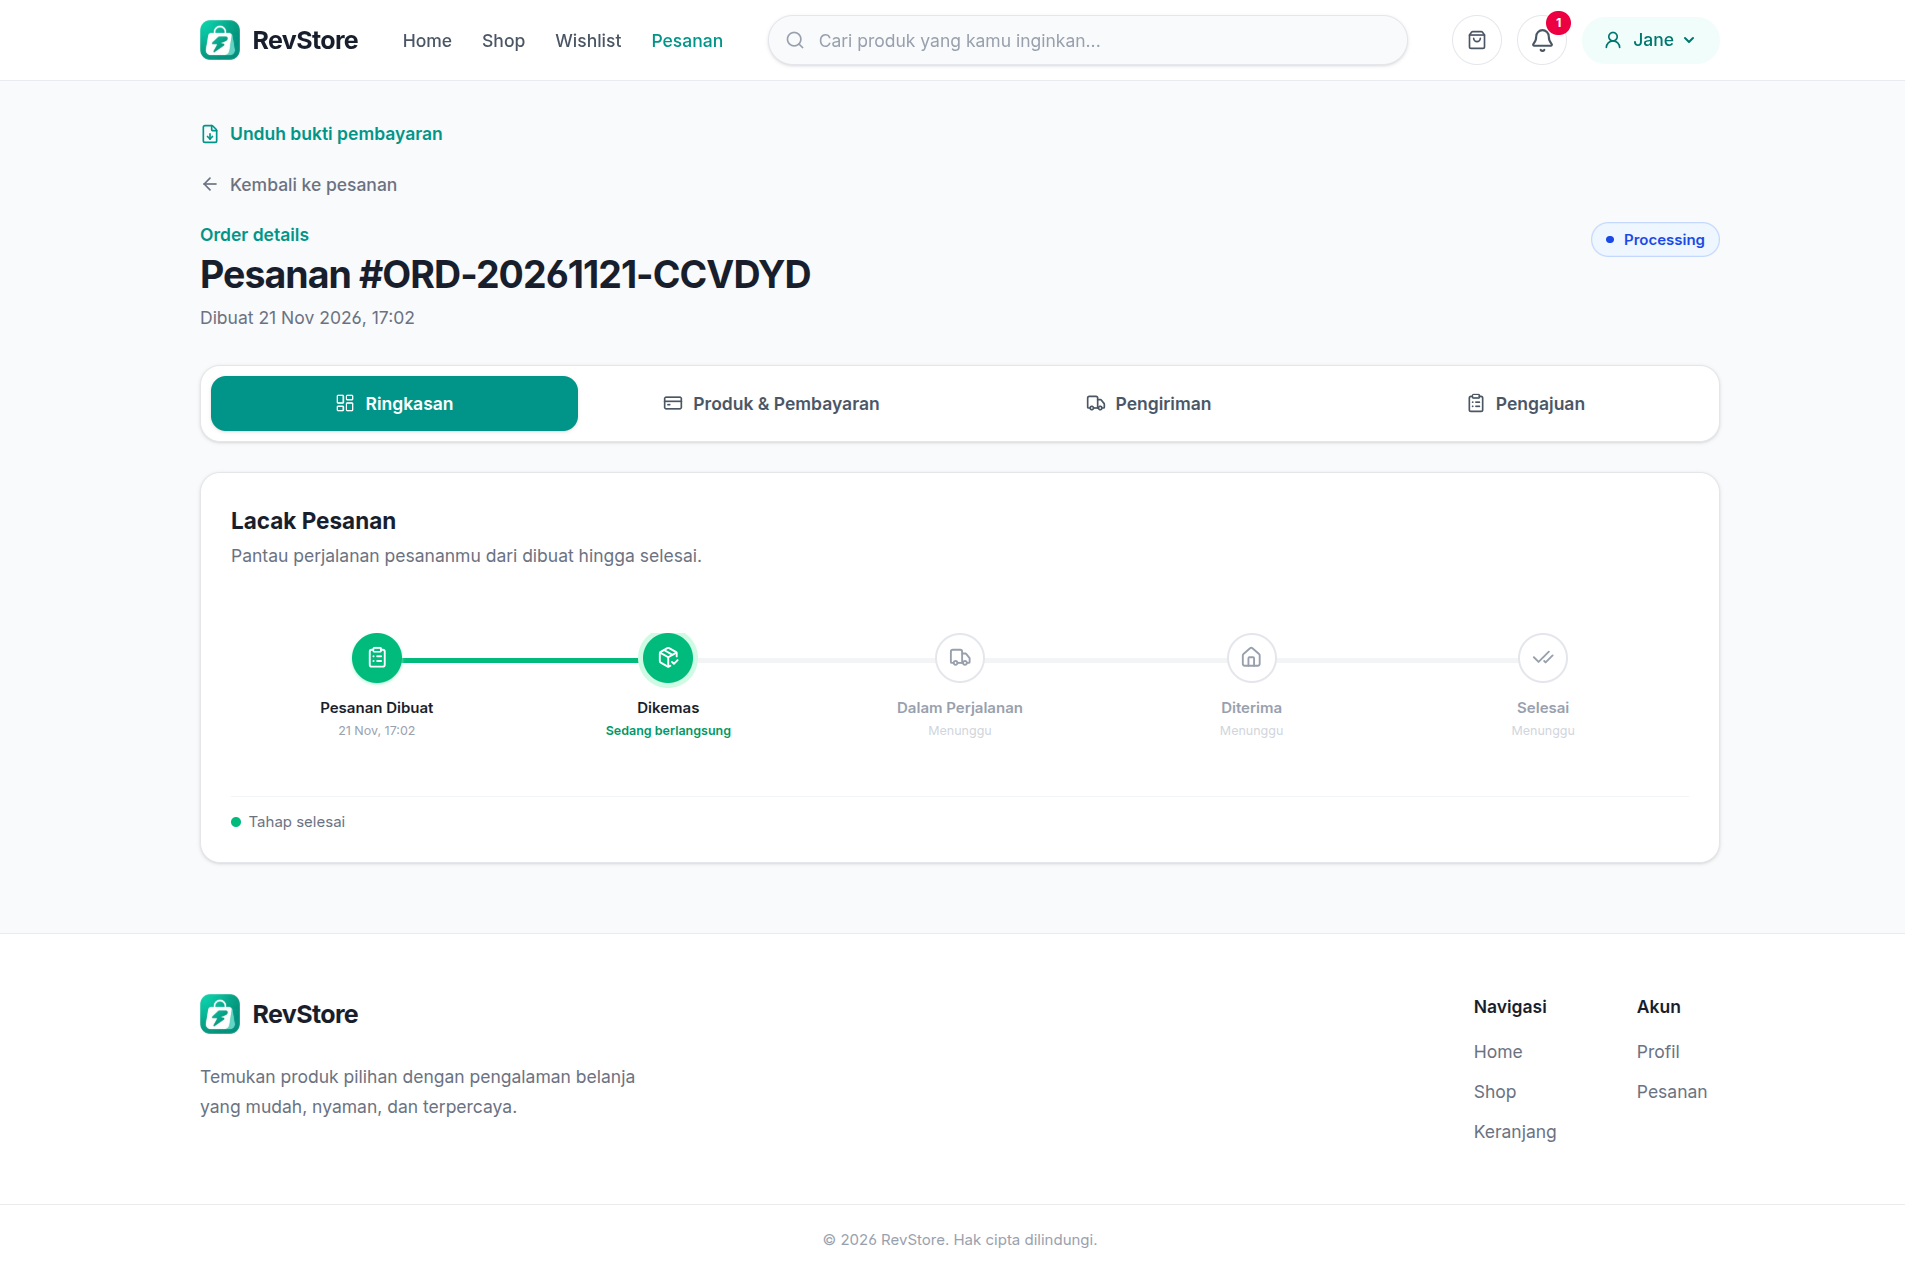 RevStore
Home
Shop
Wishlist
Pesanan
Cari produk yang kamu inginkan...
1
Jane
Unduh bukti pembayaran
Kembali ke pesanan
Order details
Processing
Pesanan #ORD-20261121-CCVDYD
Dibuat 21 Nov 2026, 17:02
Ringkasan
Produk & Pembayaran
Pengiriman
Pengajuan
Lacak Pesanan
Pantau perjalanan pesananmu dari dibuat hingga selesai.
Pesanan Dibuat
21 Nov, 17:02
Dikemas
Sedang berlangsung
Dalam Perjalanan
Menunggu
Diterima
Menunggu
Selesai
Menunggu
Tahap selesai
RevStore
Temukan produk pilihan dengan pengalaman belanja
yang mudah, nyaman, dan terpercaya.
Navigasi
Home
Shop
Keranjang
Akun
Profil
Pesanan
© 2026 RevStore. Hak cipta dilindungi.